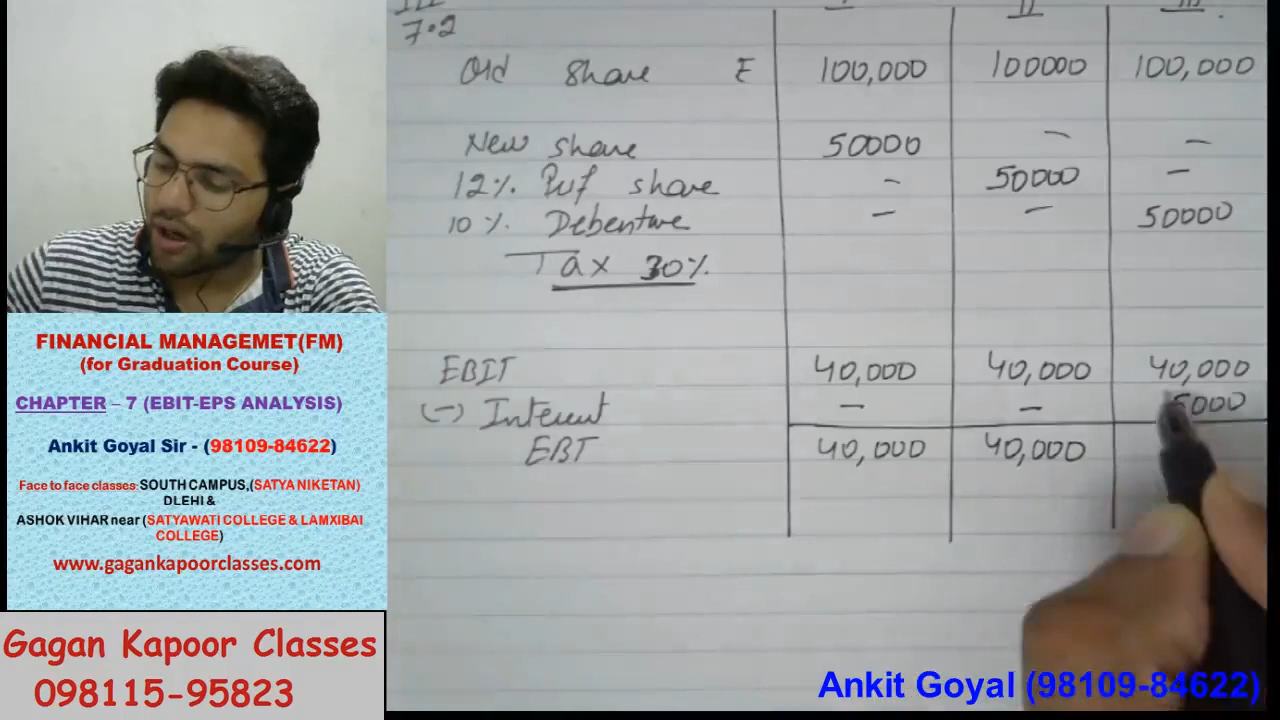 7.2
I II III
Old Share E 100,000 100000 100,000
New share 50000 – –
12% Pref share – 50000 –
10% Debenture – – 50000
Tax 30%
EBIT 40,000 40,000 40,000
(-) Interest – – 5000
EBT 40,000 40,000
FINANCIAL MANAGEMET(FM)
(for Graduation Course)
CHAPTER – 7 (EBIT-EPS ANALYSIS)
Ankit Goyal Sir - (98109-84622)
Face to face classes: SOUTH CAMPUS,(SATYA NIKETAN)
DLEHI &
ASHOK VIHAR near (SATYAWATI COLLEGE & LAMXIBAI
COLLEGE)
www.gagankapoorclasses.com
Gagan Kapoor Classes
098115-95823
Ankit Goyal (98109-84622)